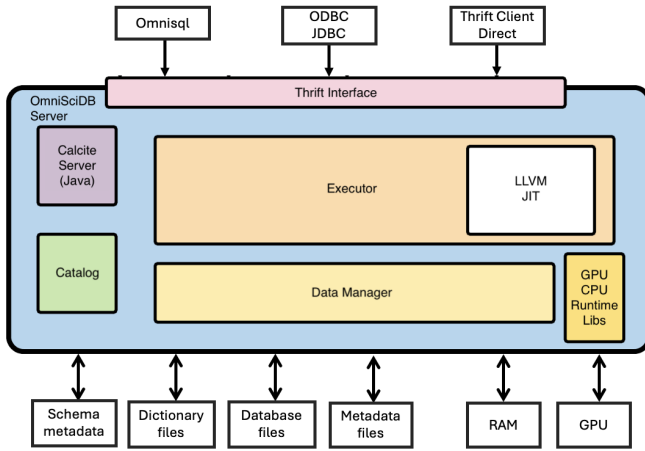 Omnisql
ODBC
JDBC
Thrift Client
Direct
Thrift Interface
OmniSciDB
Server
Calcite
Server
(Java)
Executor
LLVM
JIT
Catalog
Data Manager
GPU
CPU
Runtime
Libs
Schema
metadata
Dictionary
files
Database
files
Metadata
files
RAM
GPU